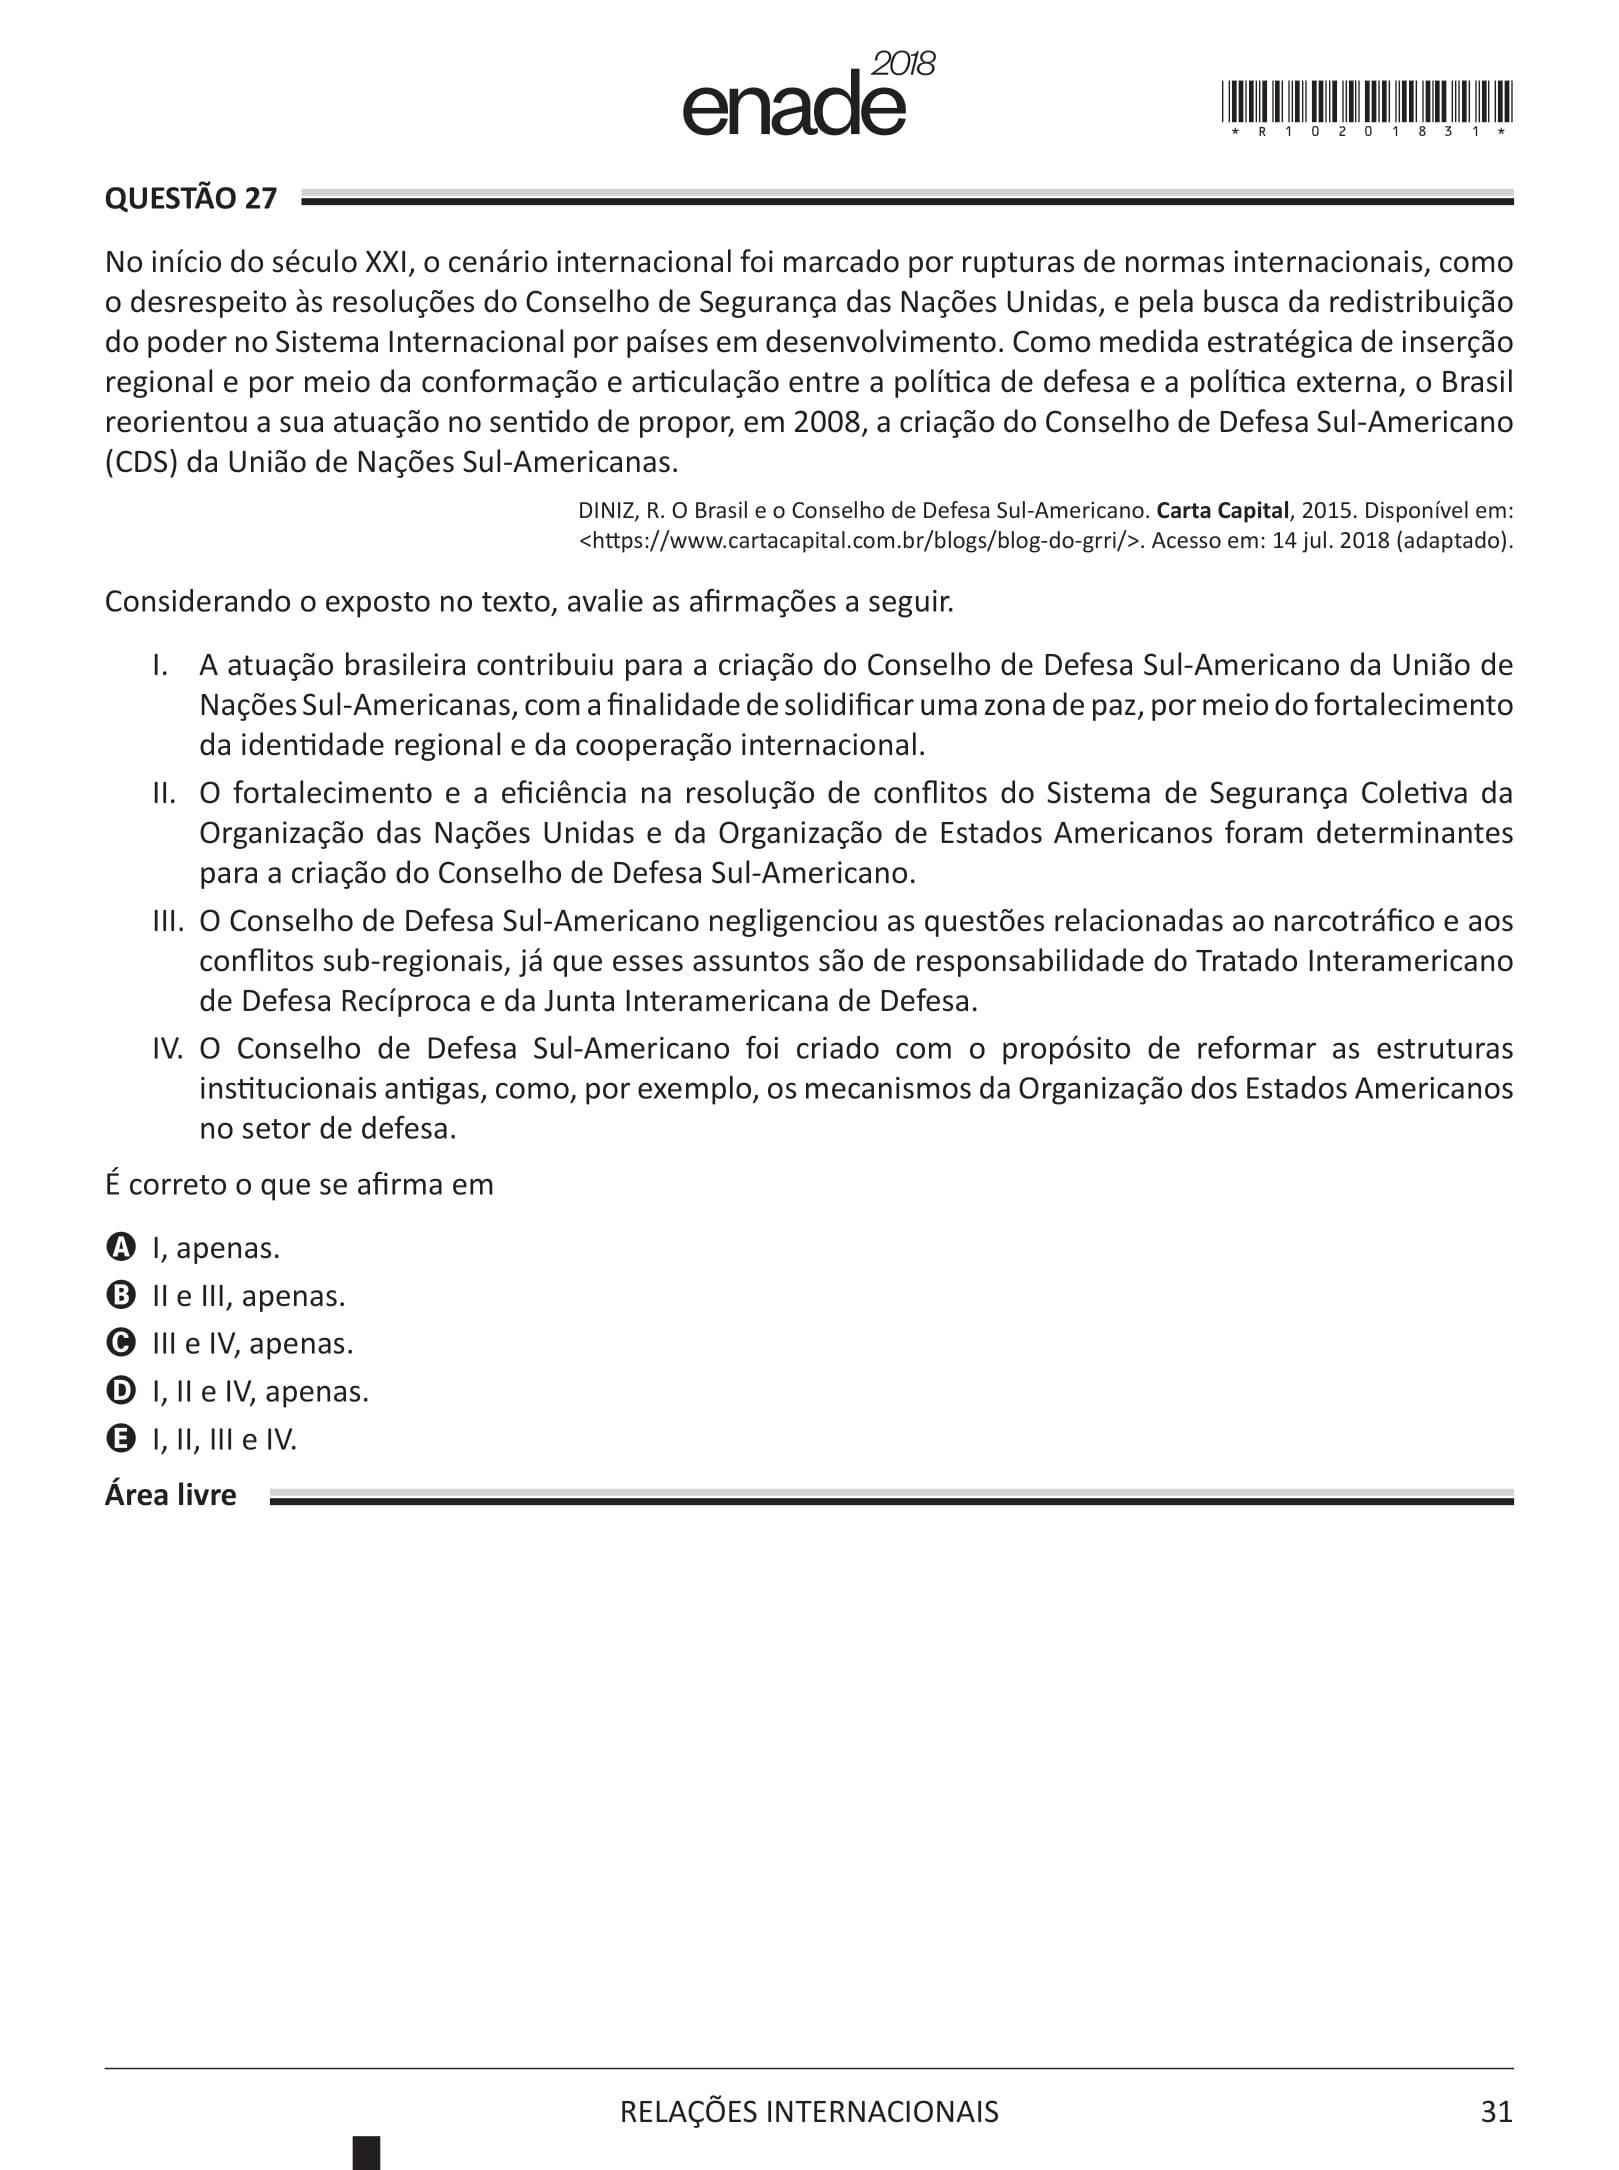 enade 2018
* R 1 0 2 0 1 8 3 1 *
QUESTÃO 27
No início do século XXI, o cenário internacional foi marcado por rupturas de normas internacionais, como
o desrespeito às resoluções do Conselho de Segurança das Nações Unidas, e pela busca da redistribuição
do poder no Sistema Internacional por países em desenvolvimento. Como medida estratégica de inserção
regional e por meio da conformação e articulação entre a política de defesa e a política externa, o Brasil
reorientou a sua atuação no sentido de propor, em 2008, a criação do Conselho de Defesa Sul-Americano
(CDS) da União de Nações Sul-Americanas.
DINIZ, R. O Brasil e o Conselho de Defesa Sul-Americano. Carta Capital, 2015. Disponível em:
<https://www.cartacapital.com.br/blogs/blog-do-grri/>. Acesso em: 14 jul. 2018 (adaptado).
Considerando o exposto no texto, avalie as afirmações a seguir.
I. A atuação brasileira contribuiu para a criação do Conselho de Defesa Sul-Americano da União de
Nações Sul-Americanas, com a finalidade de solidificar uma zona de paz, por meio do fortalecimento
da identidade regional e da cooperação internacional.
II. O fortalecimento e a eficiência na resolução de conflitos do Sistema de Segurança Coletiva da
Organização das Nações Unidas e da Organização de Estados Americanos foram determinantes
para a criação do Conselho de Defesa Sul-Americano.
III. O Conselho de Defesa Sul-Americano negligenciou as questões relacionadas ao narcotráfico e aos
conflitos sub-regionais, já que esses assuntos são de responsabilidade do Tratado Interamericano
de Defesa Recíproca e da Junta Interamericana de Defesa.
IV. O Conselho de Defesa Sul-Americano foi criado com o propósito de reformar as estruturas
institucionais antigas, como, por exemplo, os mecanismos da Organização dos Estados Americanos
no setor de defesa.
É correto o que se afirma em
A I, apenas.
B II e III, apenas.
C III e IV, apenas.
D I, II e IV, apenas.
E I, II, III e IV.
Área livre
RELAÇÕES INTERNACIONAIS 31